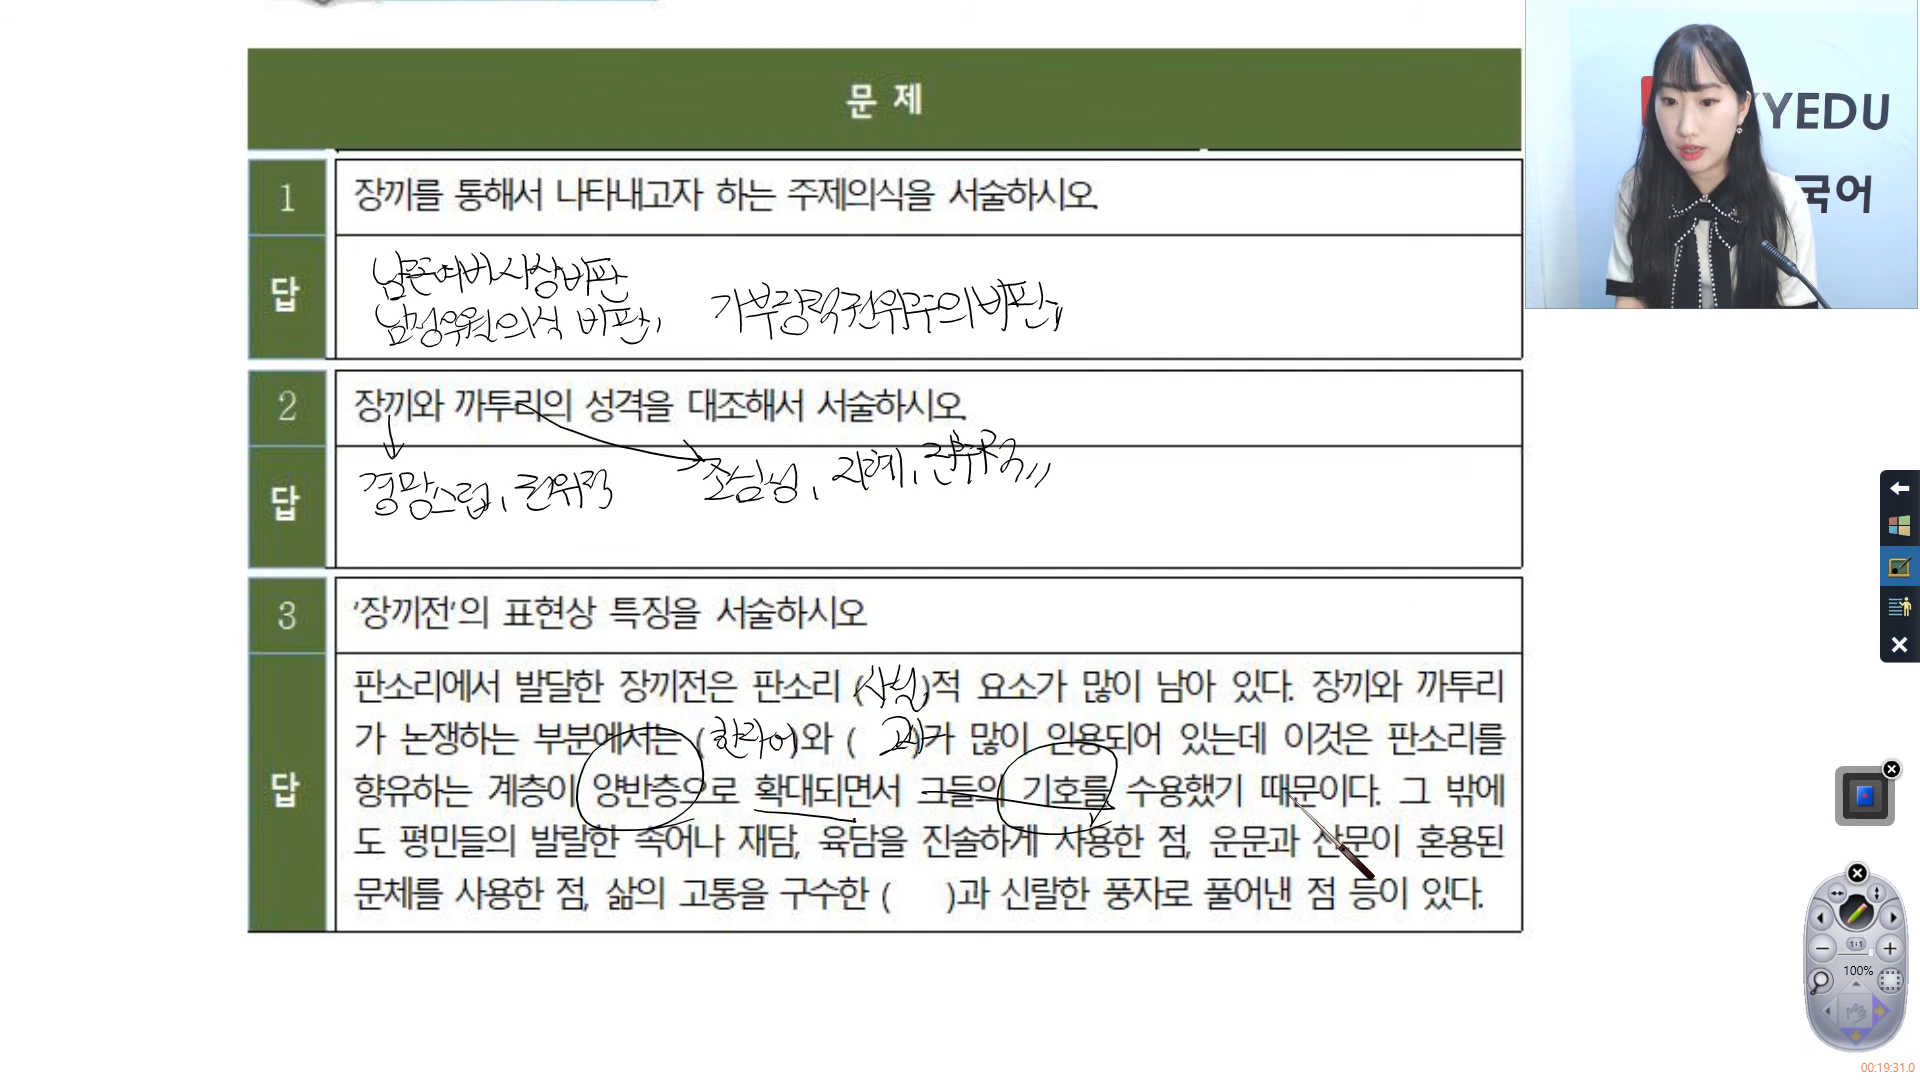 문 제
YEDU
국어
1
장끼를 통해서 나타내고자 하는 주제의식을 서술하시오.
답
남존여비사상비판
남성우월의식 비판, 가부장적권위주의비판
2
장끼와 까투리의 성격을 대조해서 서술하시오.
답
경망스럽, 권위적 조심성, 지혜,
3
'장끼전'의 표현상 특징을 서술하시오
답
판소리에서 발달한 장끼전은 판소리 (사설)적 요소가 많이 남아 있다. 장끼와 까투리
가 논쟁하는 부분에서는 (한자어)와 ( 고사)가 많이 인용되어 있는데 이것은 판소리를
향유하는 계층이 양반층으로 확대되면서 그들의 기호를 수용했기 때문이다. 그 밖에
도 평민들의 발랄한 속어나 재담, 육담을 진솔하게 사용한 점, 운문과 산문이 혼용된
문체를 사용한 점, 삶의 고통을 구수한 ( )과 신랄한 풍자로 풀어낸 점 등이 있다.
1:1
100%
00:19:31.0